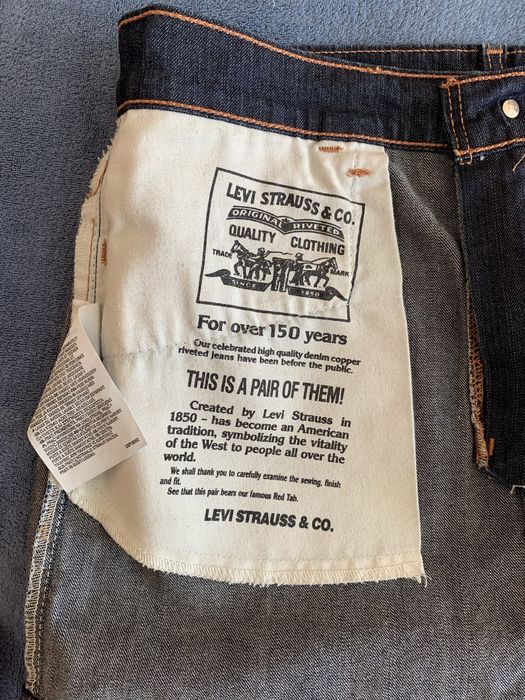 LEVI STRAUSS & CO.
ORIGINAL RIVETED
QUALITY CLOTHING
TRADE MARK
SINCE 1850
For over 150 years
Our celebrated high quality denim copper
riveted jeans have been before the public.
THIS IS A PAIR OF THEM!
Created by Levi Strauss in
1850 – has become an American
tradition, symbolizing the vitality
of the West to people all over the
world.
We shall thank you to carefully examine the sewing, finish
and fit.
See that this pair bears our famous Red Tab.
LEVI STRAUSS & CO.